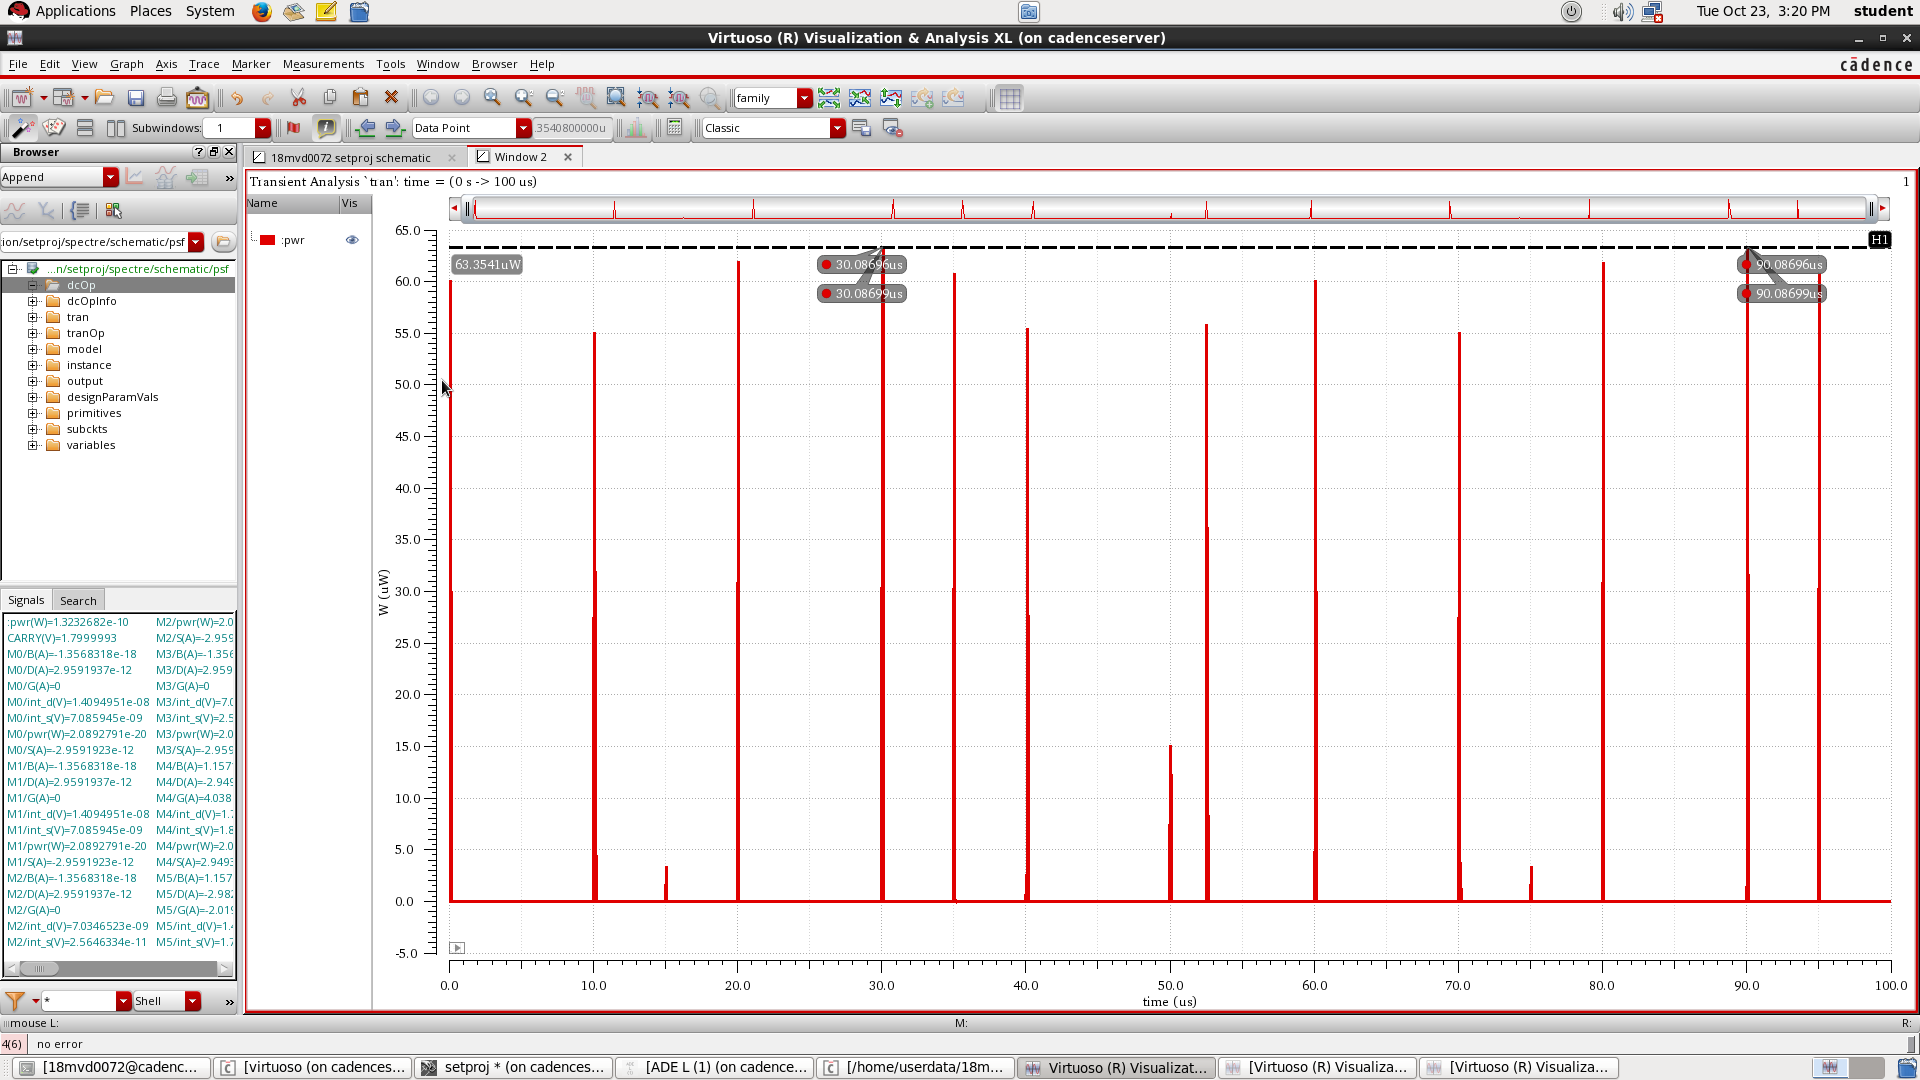 Applications Places System
Tue Oct 23, 3:20 PM student
Virtuoso (R) Visualization & Analysis XL (on cadenceserver)
File Edit View Graph Axis Trace Marker Measurements Tools Window Browser Help
cādence
family
Subwindows: 1
Data Point
.3540800000u
Classic
Browser
18mvd0072 setproj schematic
Window 2
Append
Transient Analysis `tran': time = (0 s -> 100 us)
1
Name Vis
:pwr
ion/setproj/spectre/schematic/psf
...n/setproj/spectre/schematic/psf
dcOp
dcOpInfo
tran
tranOp
model
instance
output
designParamVals
primitives
subckts
variables
Signals Search
:pwr(W)=1.3232682e-10 M2/pwr(W)=2.0
CARRY(V)=1.7999993 M2/S(A)=-2.959
M0/B(A)=-1.3568318e-18 M3/B(A)=-1.356
M0/D(A)=2.9591937e-12 M3/D(A)=2.959
M0/G(A)=0 M3/G(A)=0
M0/int_d(V)=1.4094951e-08 M3/int_d(V)=7.0
M0/int_s(V)=7.085945e-09 M3/int_s(V)=2.5
M0/pwr(W)=2.0892791e-20 M3/pwr(W)=2.0
M0/S(A)=-2.9591923e-12 M3/S(A)=-2.959
M1/B(A)=-1.3568318e-18 M4/B(A)=1.157
M1/D(A)=2.9591937e-12 M4/D(A)=-2.949
M1/G(A)=0 M4/G(A)=4.038
M1/int_d(V)=1.4094951e-08 M4/int_d(V)=1.
M1/int_s(V)=7.085945e-09 M4/int_s(V)=1.8
M1/pwr(W)=2.0892791e-20 M4/pwr(W)=2.0
M1/S(A)=-2.9591923e-12 M4/S(A)=2.949
M2/B(A)=-1.3568318e-18 M5/B(A)=1.157
M2/D(A)=2.9591937e-12 M5/D(A)=-2.982
M2/G(A)=0 M5/G(A)=-2.019
M2/int_d(V)=7.0346523e-09 M5/int_d(V)=1.
M2/int_s(V)=2.5646334e-11 M5/int_s(V)=1.7
* Shell
65.0
60.0
55.0
50.0
45.0
40.0
35.0
30.0
25.0
20.0
15.0
10.0
5.0
0.0
-5.0
W (uW)
H1
63.3541uW
30.08696us
30.08699us
90.08696us
90.08699us
0.0 10.0 20.0 30.0 40.0 50.0 60.0 70.0 80.0 90.0 100.0
time (us)
mouse L: M: R:
4(6) no error
[18mvd0072@cadenc...
[virtuoso (on cadences...
setproj * (on cadences...
[ADE L (1) (on cadence...
[/home/userdata/18m...
Virtuoso (R) Visualizat...
[Virtuoso (R) Visualiza...
[Virtuoso (R) Visualiza...